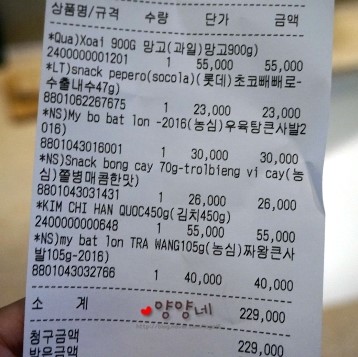 상품명/규격 수량 단가 금액
*Qua)Xoai 900G 망고(과일)망고900g)
2400000001201 1 55,000 55,000
*LT)snack pepero(socola)(롯데)초코빼빼로-
수출내수47g)
8801062267675 1 23,000 23,000
*NS)My bo bat lon -2016(농심)우육탕큰사발2
016)
8801043016001 1 30,000 30,000
*NS)Snack bong cay 70g-trolbieng vi cay(농
심)쫄병매콤한맛)
8801043031431 1 26,000 26,000
*KIM CHI HAN QUOC450g(김치450g)
2400000000648 1 55,000 55,000
*NS)my bat lon TRA WANG105g(농심)짜왕큰사
발105g-2016)
8801043032766 1 40,000 40,000
소 계 229,000
양양네
청구금액 229,000
받은금액